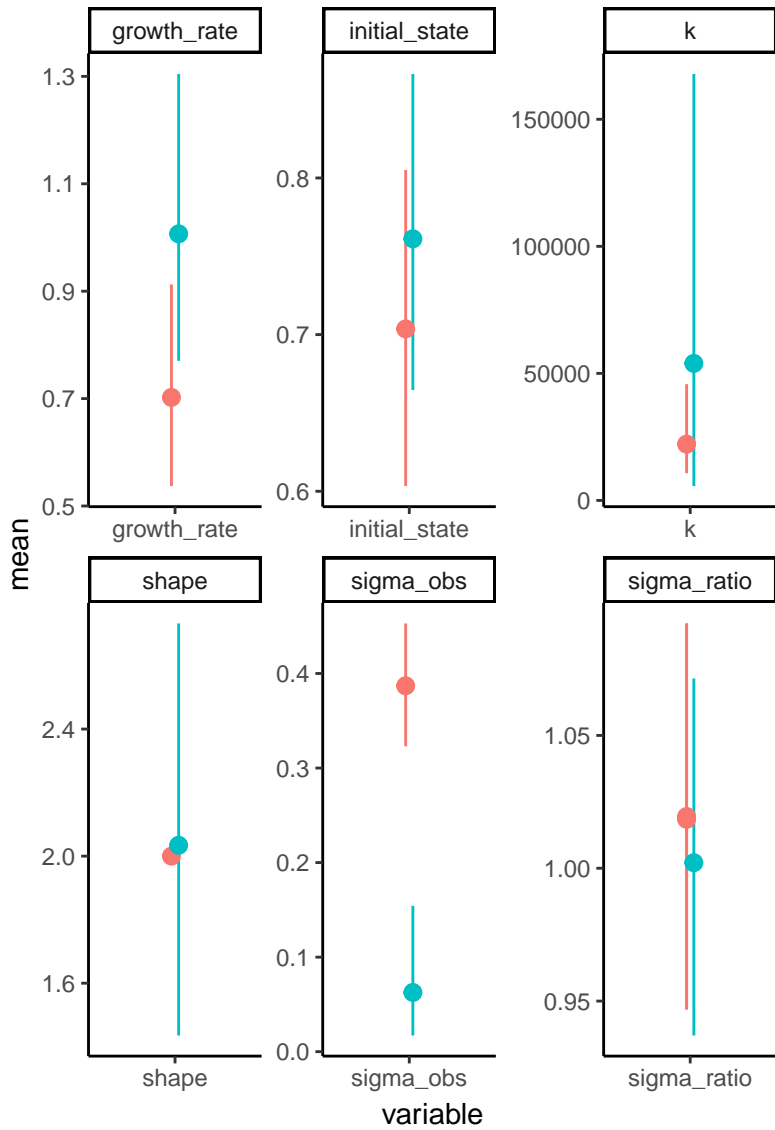 growth_rate
initial_state
k
1.3
1.1
0.9
0.7
0.5
growth_rate
0.8
0.7
0.6
initial_state
150000
100000
50000
0
k
mean
shape
sigma_obs
sigma_ratio
2.4
2.0
1.6
shape
0.4
0.3
0.2
0.1
0.0
sigma_obs
1.05
1.00
0.95
sigma_ratio
variable